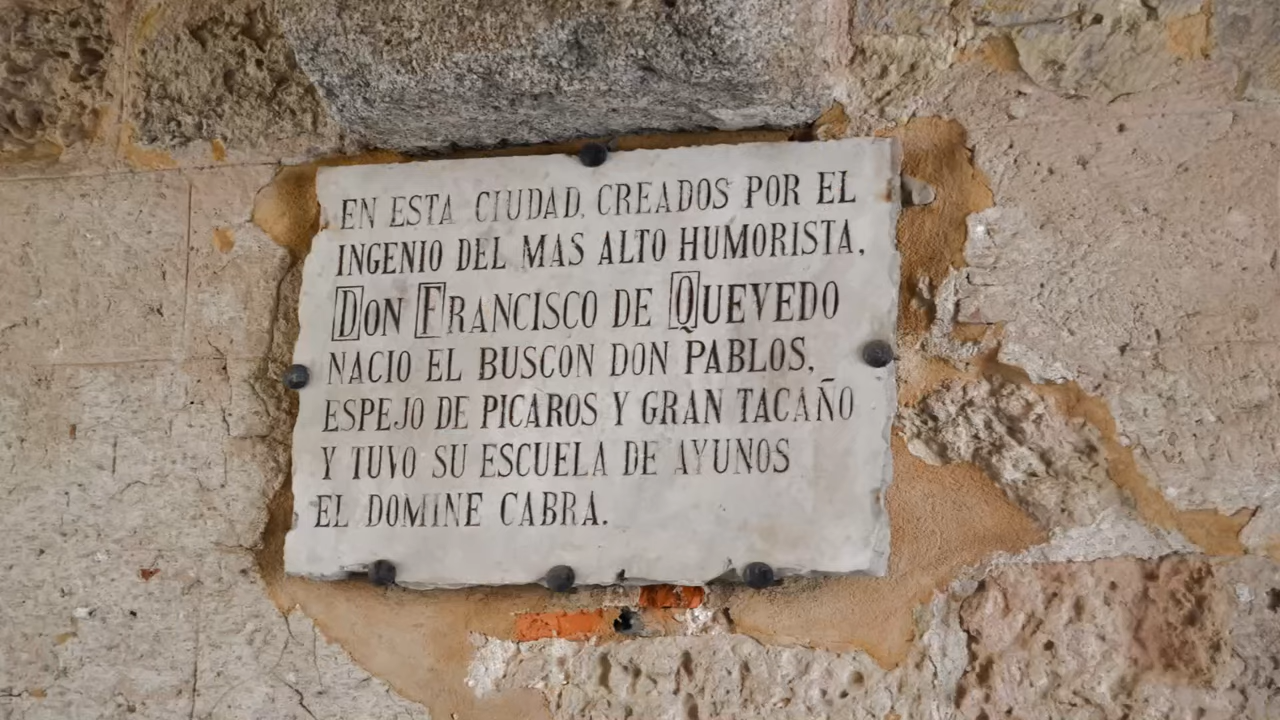 EN ESTA CIUDAD, CREADOS POR EL
INGENIO DEL MAS ALTO HUMORISTA,
DON FRANCISCO DE QUEVEDO
NACIO EL BUSCON DON PABLOS,
ESPEJO DE PICAROS Y GRAN TACAÑO
Y TUVO SU ESCUELA DE AYUNOS
EL DOMINE CABRA.